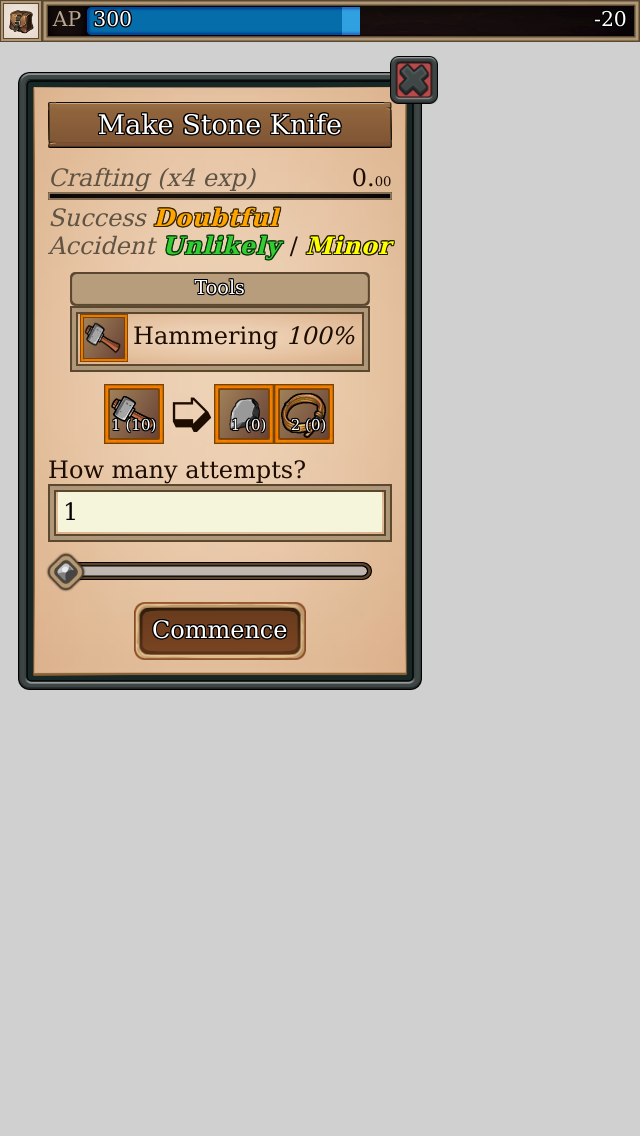 AP 300 -20
Make Stone Knife
Crafting (x4 exp) 0.00
Success Doubtful
Accident Unlikely / Minor
Tools
Hammering 100%
1 (10) 1 (0) 2 (0)
How many attempts?
1
Commence